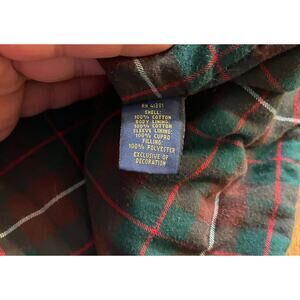 RN 41381
SHELL:
100% COTTON
BODY LINING:
100% COTTON
SLEEVE LINING:
100% CUPRO
FILLING:
100% POLYESTER
EXCLUSIVE OF
DECORATION